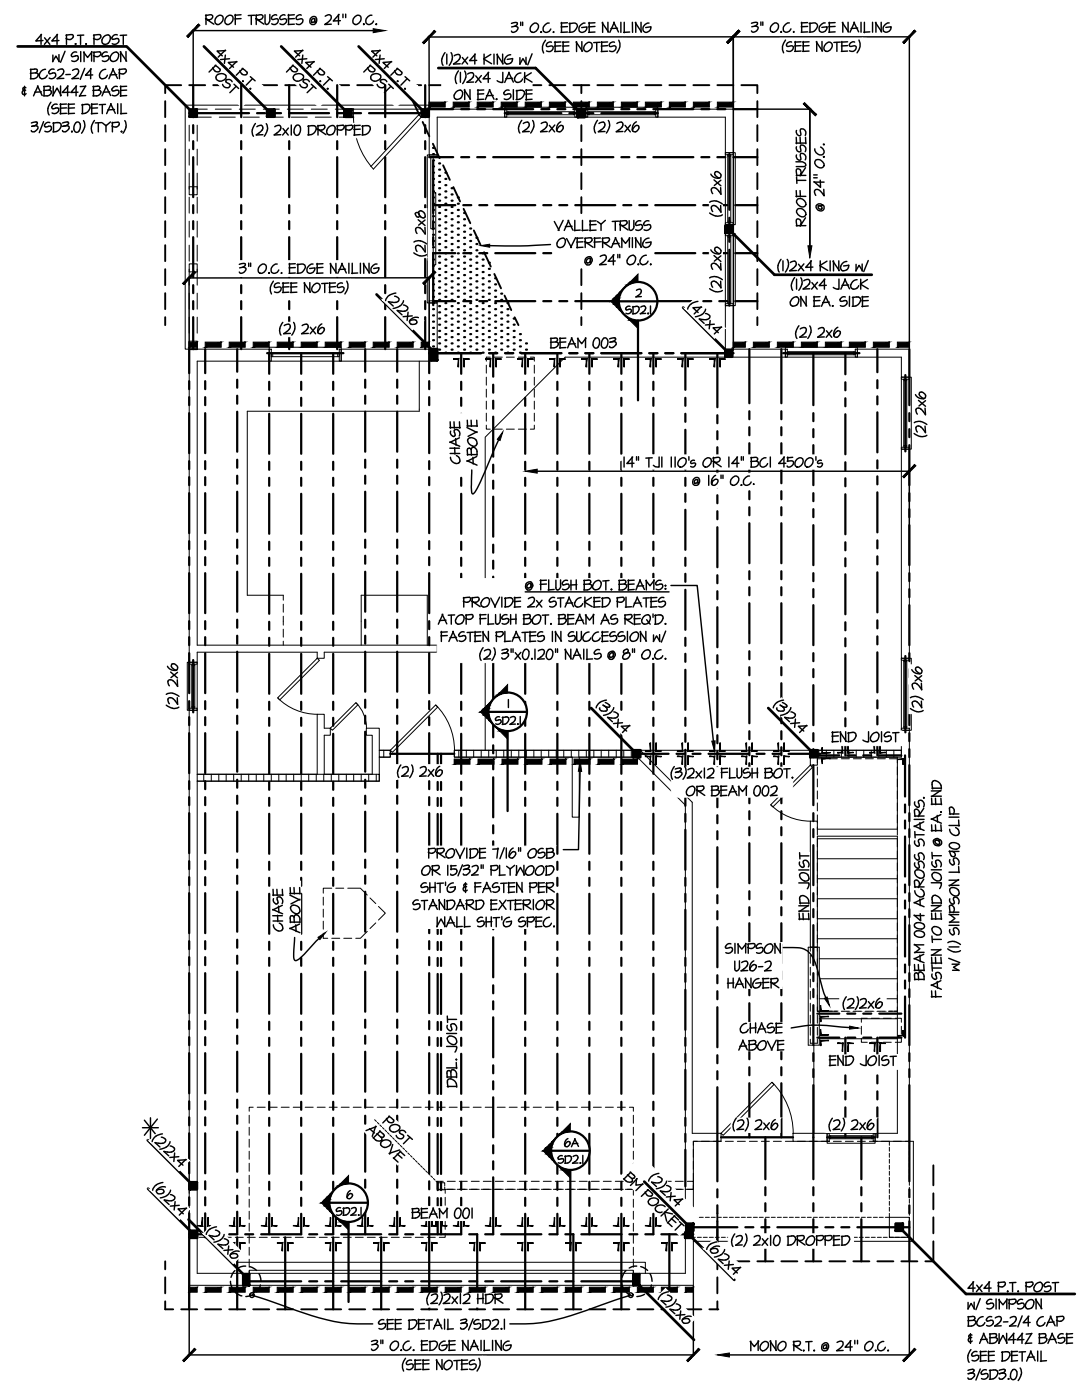 ROOF TRUSSES @ 24" O.C.
3" O.C. EDGE NAILING
(SEE NOTES)
3" O.C. EDGE NAILING
(SEE NOTES)
4x4 P.T. POST
w/ SIMPSON
BCS2-2/4 CAP
& ABW44Z BASE
(SEE DETAIL
3/SD3.0) (TYP.)
4x4 P.T.
POST
4x4 P.T.
POST
4x4 P.T.
POST
(1)2x4 KING w/
(1)2x4 JACK
ON EA. SIDE
(2) 2x10 DROPPED
(2) 2x6
(2) 2x6
ROOF TRUSSES
@ 24" O.C.
(2) 2x8
(2) 2x6
(2) 2x6
VALLEY TRUSS
OVERFRAMING
@ 24" O.C.
(1)2x4 KING w/
(1)2x4 JACK
ON EA. SIDE
3" O.C. EDGE NAILING
(SEE NOTES)
2
SD2.1
(2)2x6
(4)2x4
(2) 2x6
BEAM 003
(2) 2x6
(2) 2x6
CHASE
ABOVE
14" TJI 110's OR 14" BCI 4500's
@ 16" O.C.
@ FLUSH BOT. BEAMS:
PROVIDE 2x STACKED PLATES
ATOP FLUSH BOT. BEAM AS REQ'D.
FASTEN PLATES IN SUCCESSION w/
(2) 3"x0.120" NAILS @ 8" O.C.
(2) 2x6
(2) 2x6
1
SD2.1
(3)2x4
(3)2x4
END JOIST
(2) 2x6
(3)2x12 FLUSH BOT.
OR BEAM 002
PROVIDE 7/16" OSB
OR 15/32" PLYWOOD
SHT'G & FASTEN PER
STANDARD EXTERIOR
WALL SHT'G SPEC.
CHASE
ABOVE
END JOIST
BEAM 004 ACROSS STAIRS.
FASTEN TO END JOIST @ EA. END
w/ (1) SIMPSON LS90 CLIP
SIMPSON
U26-2
HANGER
(2)2x6
CHASE
ABOVE
END JOIST
DBL. JOIST
POST
ABOVE
(2) 2x6
(2) 2x6
6A
SD2.1
(2)2x4
(6)2x4
(2)2x6
6
SD2.1
BEAM 001
(2)2x4
BM POCKET
(6)2x4
(2) 2x10 DROPPED
(2)2x12 HDR
(2)2x6
SEE DETAIL 3/SD2.1
4x4 P.T. POST
w/ SIMPSON
BCS2-2/4 CAP
& ABW44Z BASE
(SEE DETAIL
3/SD3.0)
3" O.C. EDGE NAILING
(SEE NOTES)
MONO R.T. @ 24" O.C.